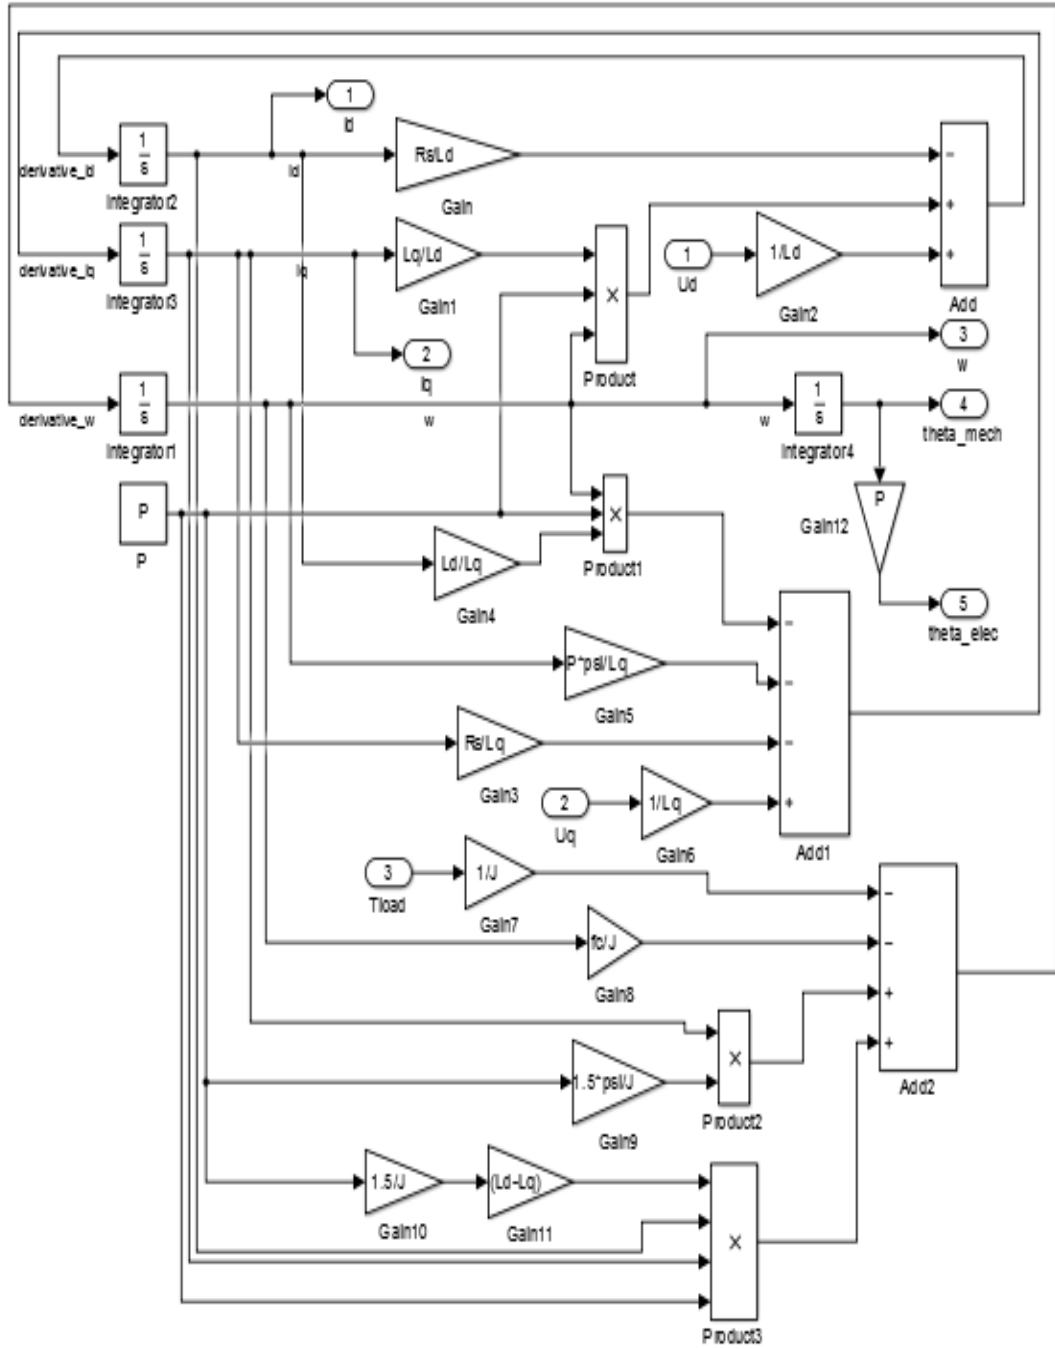 1
Id
1
s
derivative_Id
Integrator2
Id
Rs/Ld
Gain
−
+
+
Add
1
s
derivative_Iq
Integrator3
Iq
Lq/Ld
Gain1
×
Product
1
Ud
1/Ld
Gain2
2
Iq
3
w
1
s
derivative_w
Integrator1
w
w
1
s
Integrator4
4
theta_mech
P
P
×
Product1
P
Gain12
Ld/Lq
Gain4
5
theta_elec
P*psi/Lq
Gain5
−
−
−
+
Add1
Rs/Lq
Gain3
2
Uq
1/Lq
Gain6
3
Tload
1/J
Gain7
−
−
+
+
Add2
fc/J
Gain8
×
Product2
1.5*psi/J
Gain9
1.5/J
Gain10
(Ld-Lq)
Gain11
×
Product3